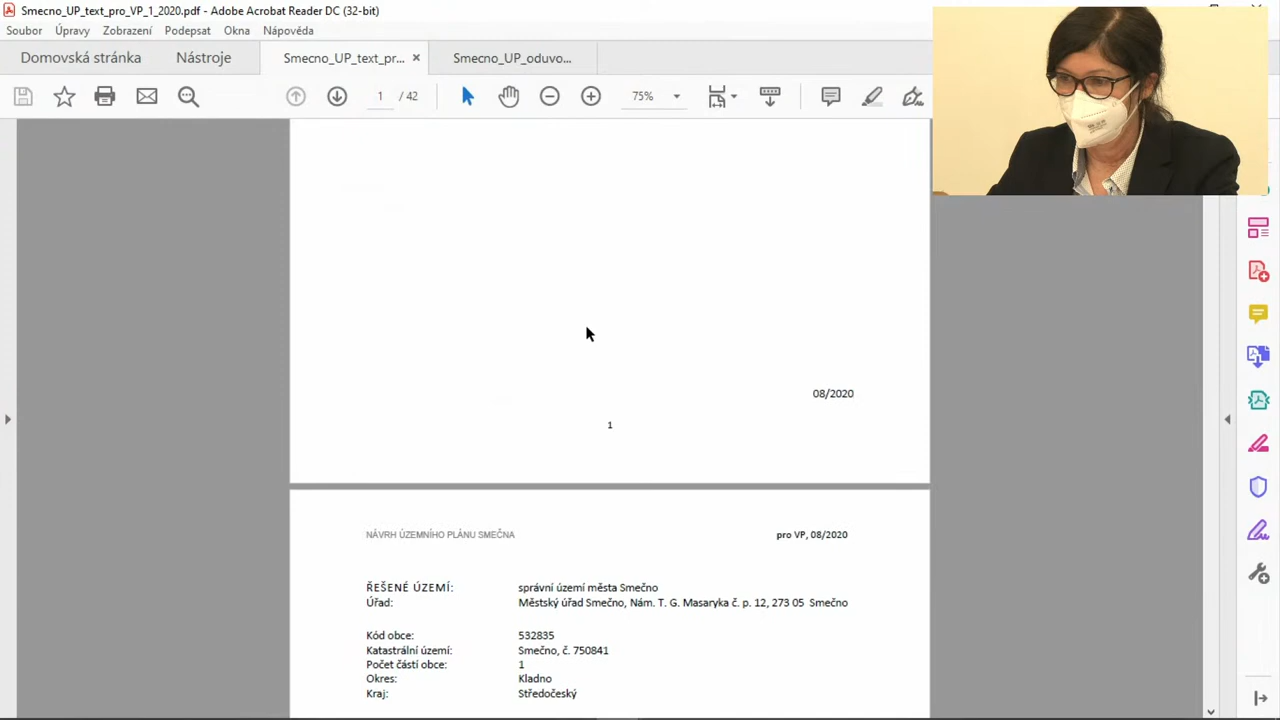 Smecno_UP_text_pro_VP_1_2020.pdf - Adobe Acrobat Reader DC (32-bit)
Soubor Úpravy Zobrazení Podepsat Okna Nápověda
Domovská stránka Nástroje Smecno_UP_text_pr... Smecno_UP_oduvo...
1 / 42 75%
08/2020
1
NÁVRH ÚZEMNÍHO PLÁNU SMEČNA pro VP, 08/2020
ŘEŠENÉ ÚZEMÍ: správní území města Smečno
Úřad: Městský úřad Smečno, Nám. T. G. Masaryka č. p. 12, 273 05 Smečno
Kód obce: 532835
Katastrální území: Smečno, č. 750841
Počet částí obce: 1
Okres: Kladno
Kraj: Středočeský